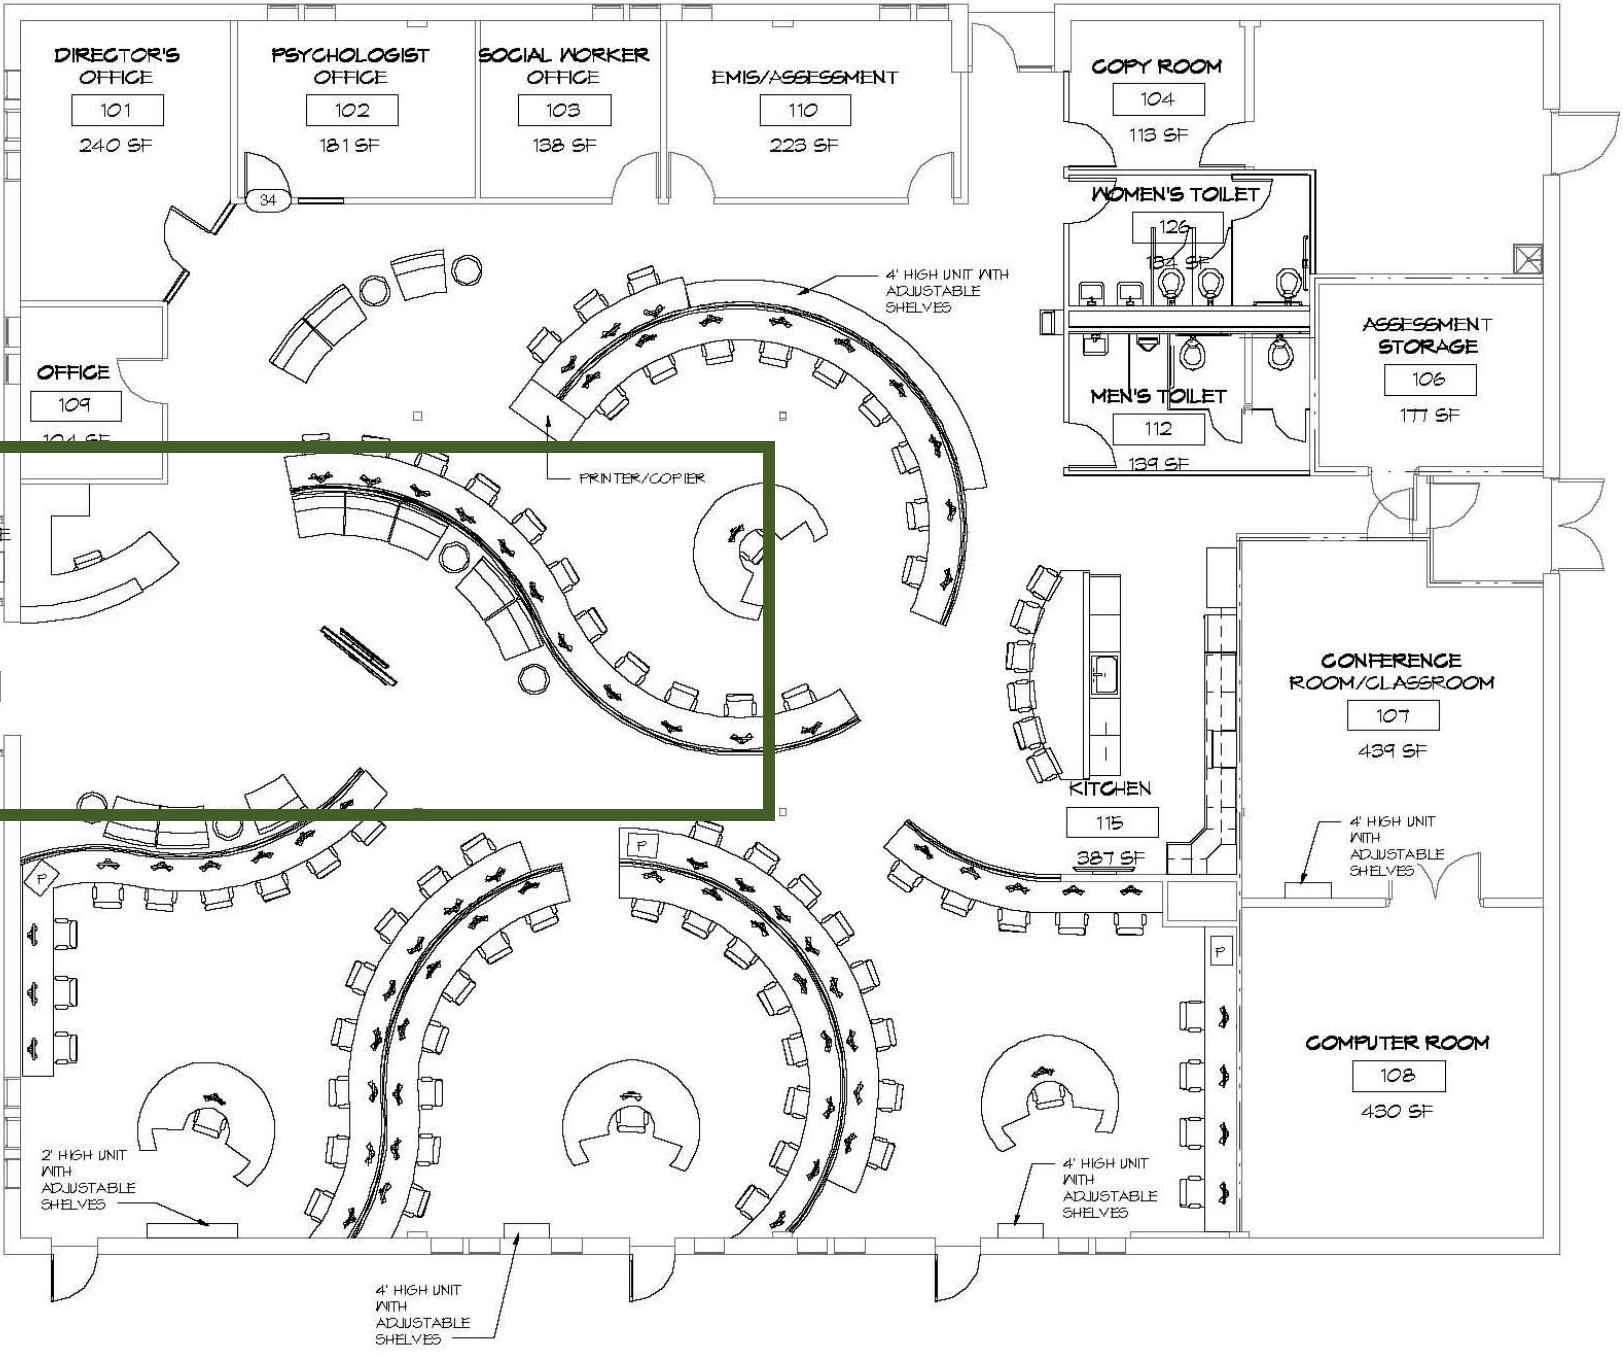 DIRECTOR'S
OFFICE
101
240 SF
PSYCHOLOGIST
OFFICE
102
181 SF
SOCIAL WORKER
OFFICE
103
138 SF
EMIS/ASSESSMENT
110
223 SF
COPY ROOM
104
113 SF
34
WOMEN'S TOILET
126
134 SF
4' HIGH UNIT WITH
ADJUSTABLE
SHELVES
ASSESSMENT
STORAGE
106
177 SF
OFFICE
109
104 SF
MEN'S TOILET
112
139 SF
PRINTER/COPIER
CONFERENCE
ROOM/CLASSROOM
107
439 SF
KITCHEN
115
387 SF
4' HIGH UNIT
WITH
ADJUSTABLE
SHELVES
P
P
P
COMPUTER ROOM
108
430 SF
2' HIGH UNIT
WITH
ADJUSTABLE
SHELVES
4' HIGH UNIT
WITH
ADJUSTABLE
SHELVES
4' HIGH UNIT
WITH
ADJUSTABLE
SHELVES